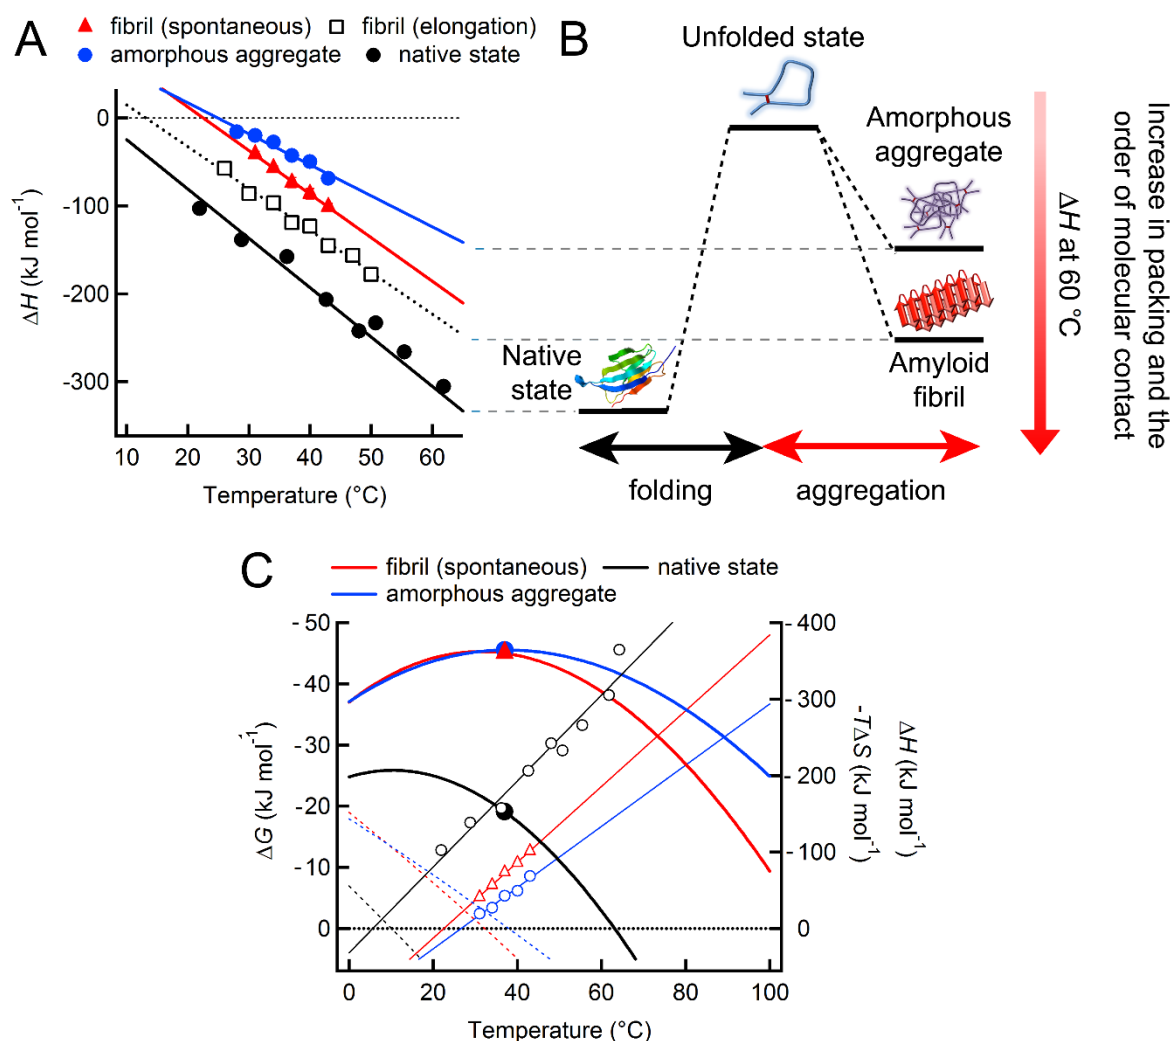 A
fibril (spontaneous) fibril (elongation)
amorphous aggregate native state
0
-100
-200
-300
ΔH (kJ mol⁻¹)
10 20 30 40 50 60
Temperature (°C)
B
Unfolded state
Amorphous
aggregate
Native
state
Amyloid
fibril
folding
aggregation
ΔH at 60 °C
Increase in packing and the
order of molecular contact
C
fibril (spontaneous) native state
amorphous aggregate
- 50
- 40
- 30
- 20
- 10
0
ΔG (kJ mol⁻¹)
- 400
- 300
- 200
- 100
0
-TΔS (kJ mol⁻¹)
ΔH (kJ mol⁻¹)
0 20 40 60 80 100
Temperature (°C)